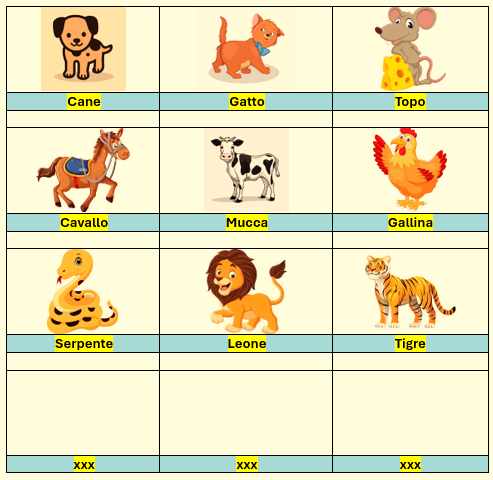 Cane Gatto Topo
Cavallo Mucca Gallina
Serpente Leone Tigre
xxx xxx xxx